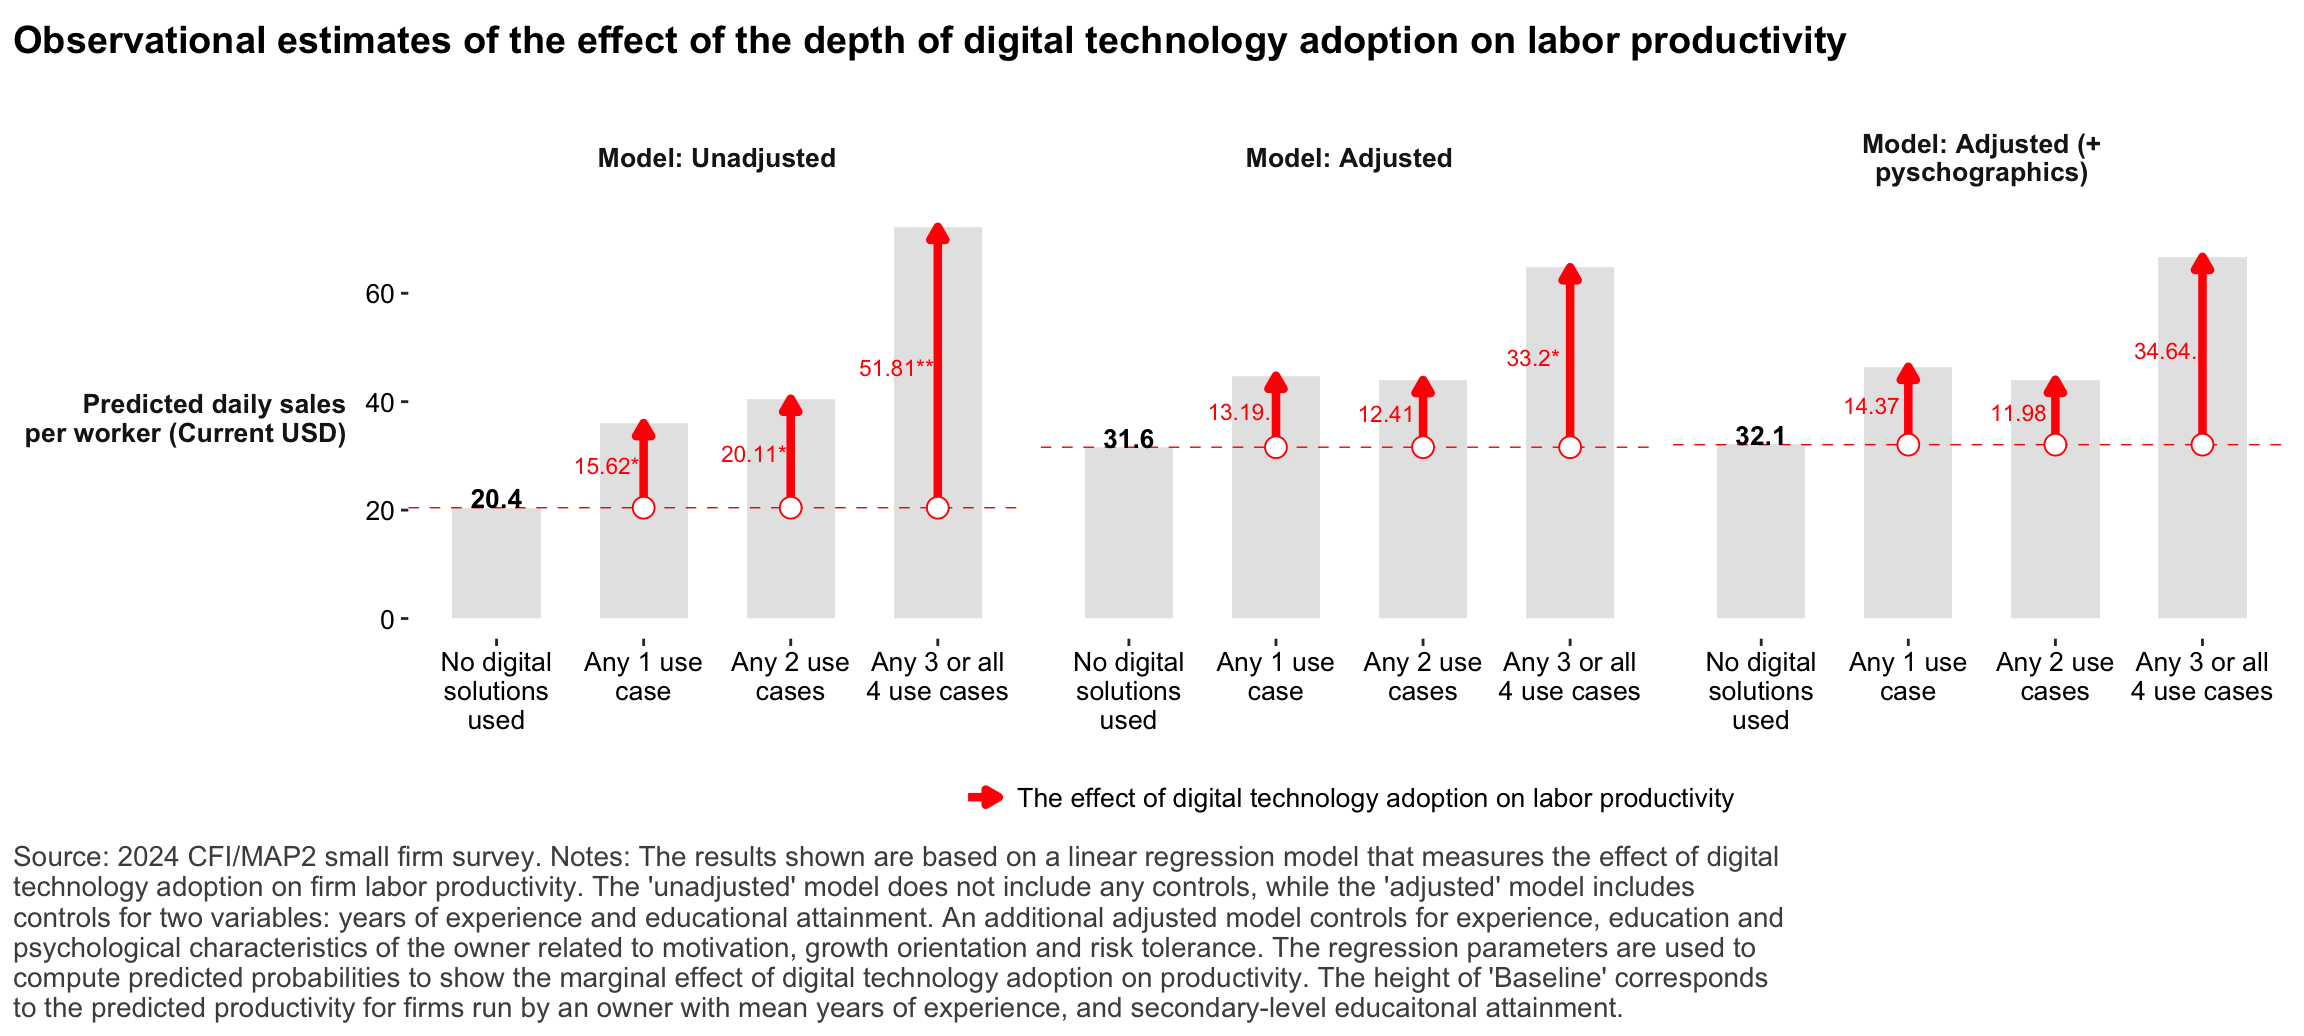 Observational estimates of the effect of the depth of digital technology adoption on labor productivity
Model: Unadjusted
Model: Adjusted
Model: Adjusted (+
pyschographics)
Predicted daily sales
per worker (Current USD)
60
40
20
0
20.4
15.62*
20.11*
51.81**
31.6
13.19.
12.41
33.2*
32.1
14.37
11.98
34.64.
No digital
solutions
used
Any 1 use
case
Any 2 use
cases
Any 3 or all
4 use cases
No digital
solutions
used
Any 1 use
case
Any 2 use
cases
Any 3 or all
4 use cases
No digital
solutions
used
Any 1 use
case
Any 2 use
cases
Any 3 or all
4 use cases
The effect of digital technology adoption on labor productivity
Source: 2024 CFI/MAP2 small firm survey. Notes: The results shown are based on a linear regression model that measures the effect of digital
technology adoption on firm labor productivity. The 'unadjusted' model does not include any controls, while the 'adjusted' model includes
controls for two variables: years of experience and educational attainment. An additional adjusted model controls for experience, education and
psychological characteristics of the owner related to motivation, growth orientation and risk tolerance. The regression parameters are used to
compute predicted probabilities to show the marginal effect of digital technology adoption on productivity. The height of 'Baseline' corresponds
to the predicted productivity for firms run by an owner with mean years of experience, and secondary-level educaitonal attainment.